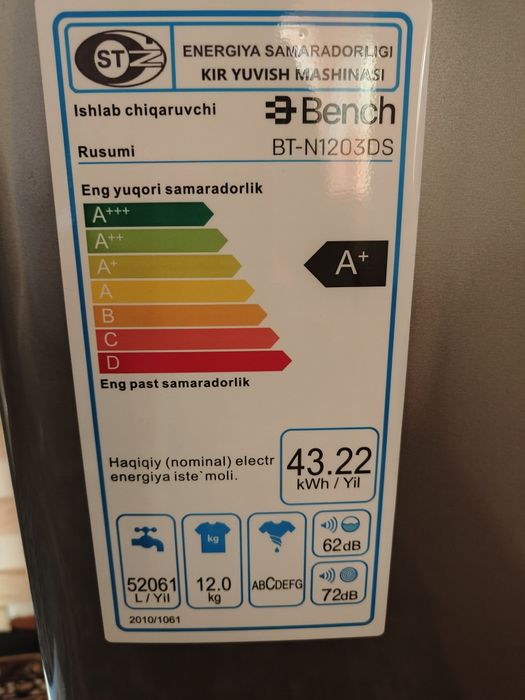 ST
ENERGIYA SAMARADORLIGI
KIR YUVISH MASHINASI
Ishlab chiqaruvchi
Bench
Rusumi
BT-N1203DS
Eng yuqori samaradorlik
A+++
A++
A+
A+
A
B
C
D
Eng past samaradorlik
Haqiqiy (nominal) electr
energiya iste`moli.
43.22
kWh / Yil
52061
L / Yil
kg
12.0
kg
ABCDEFG
62dB
72dB
2010/1061